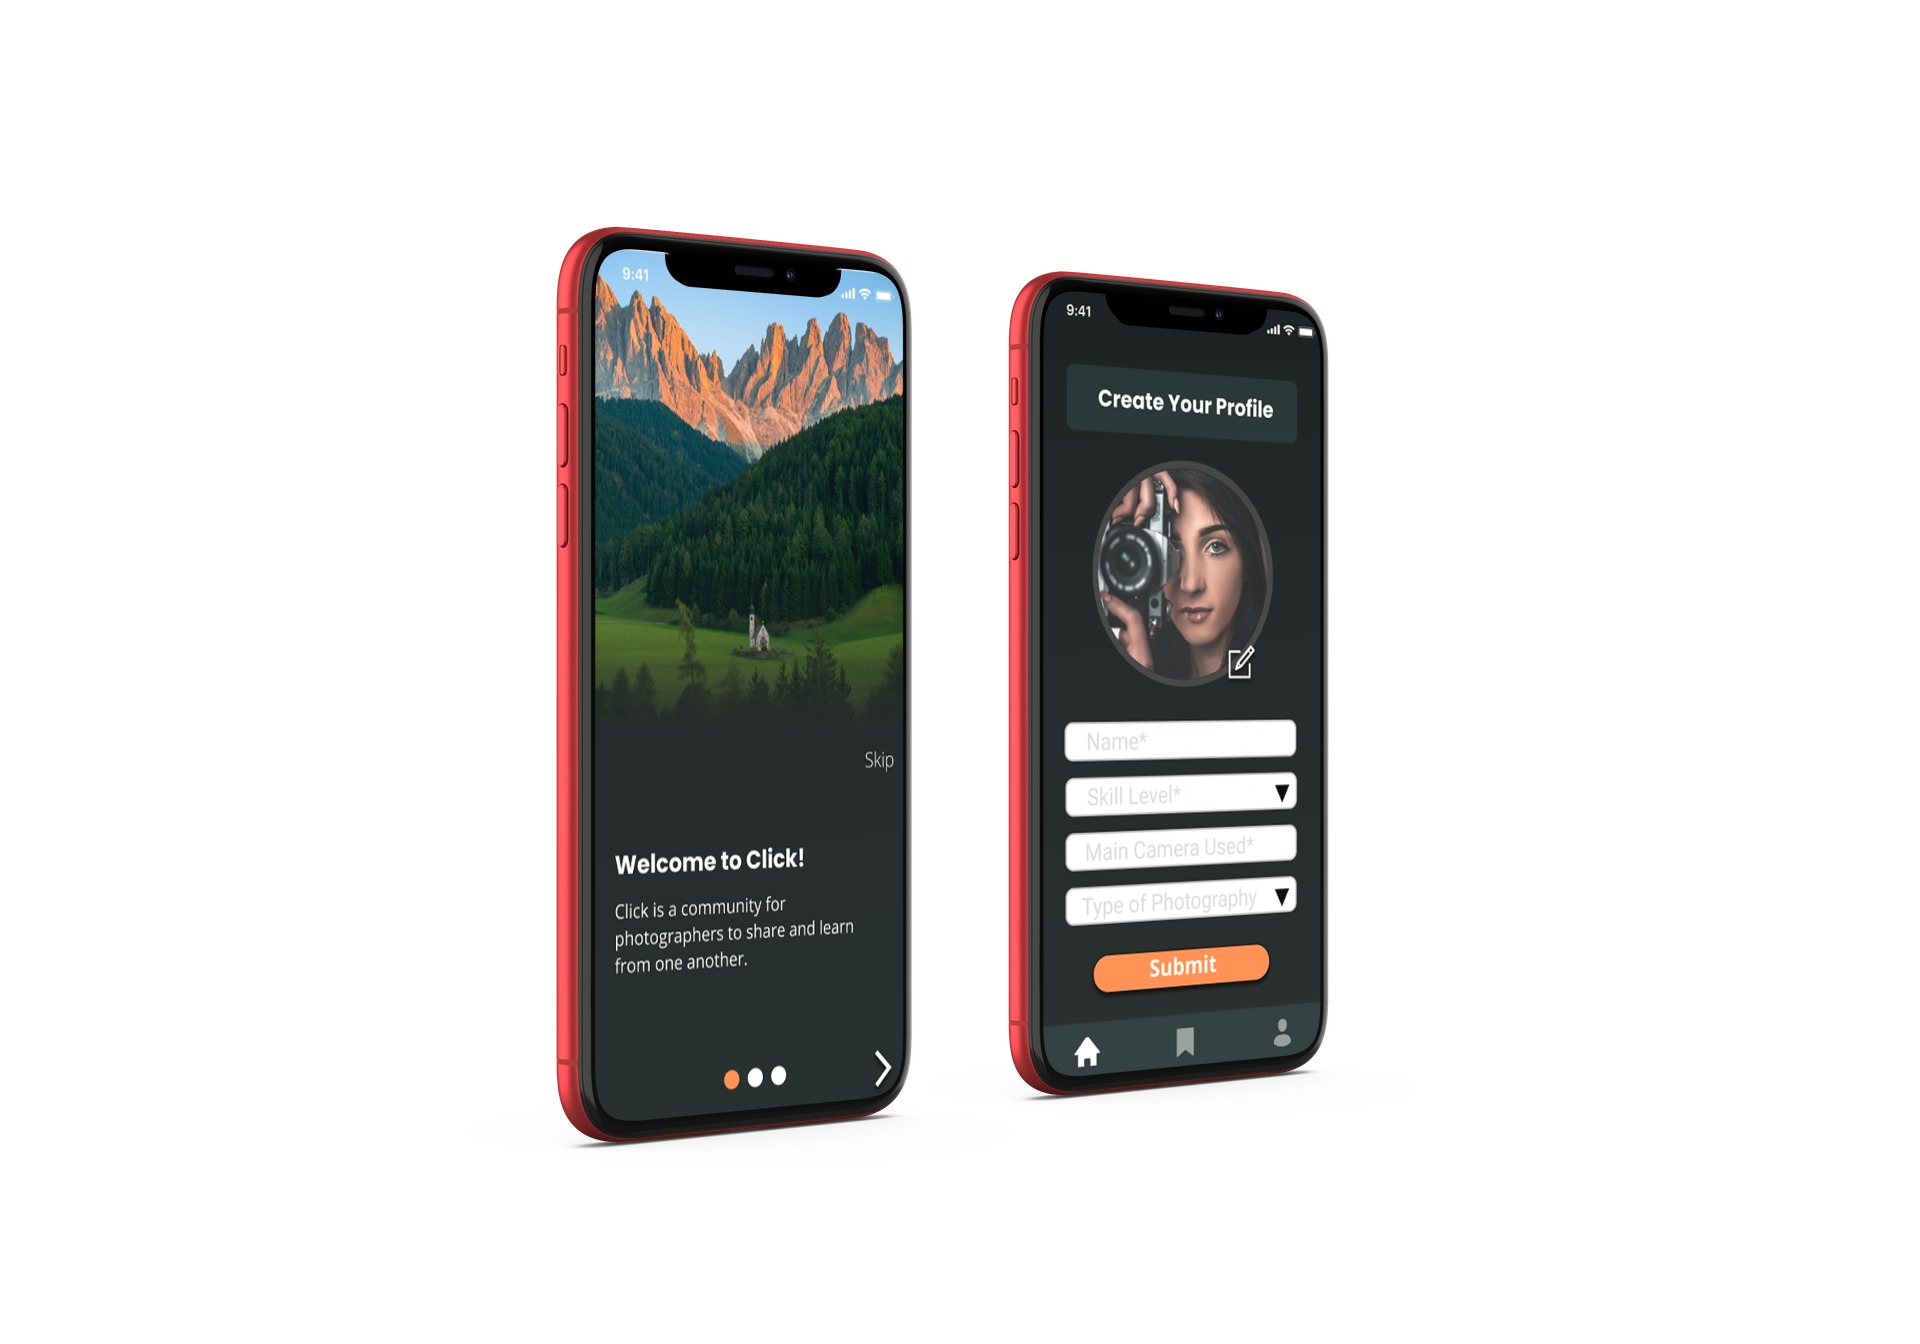 9:41
Skip
Welcome to Click!
Click is a community for
photographers to share and learn
from one another.
9:41
Create Your Profile
Name*
Skill Level*
Main Camera Used*
Type of Photography
Submit